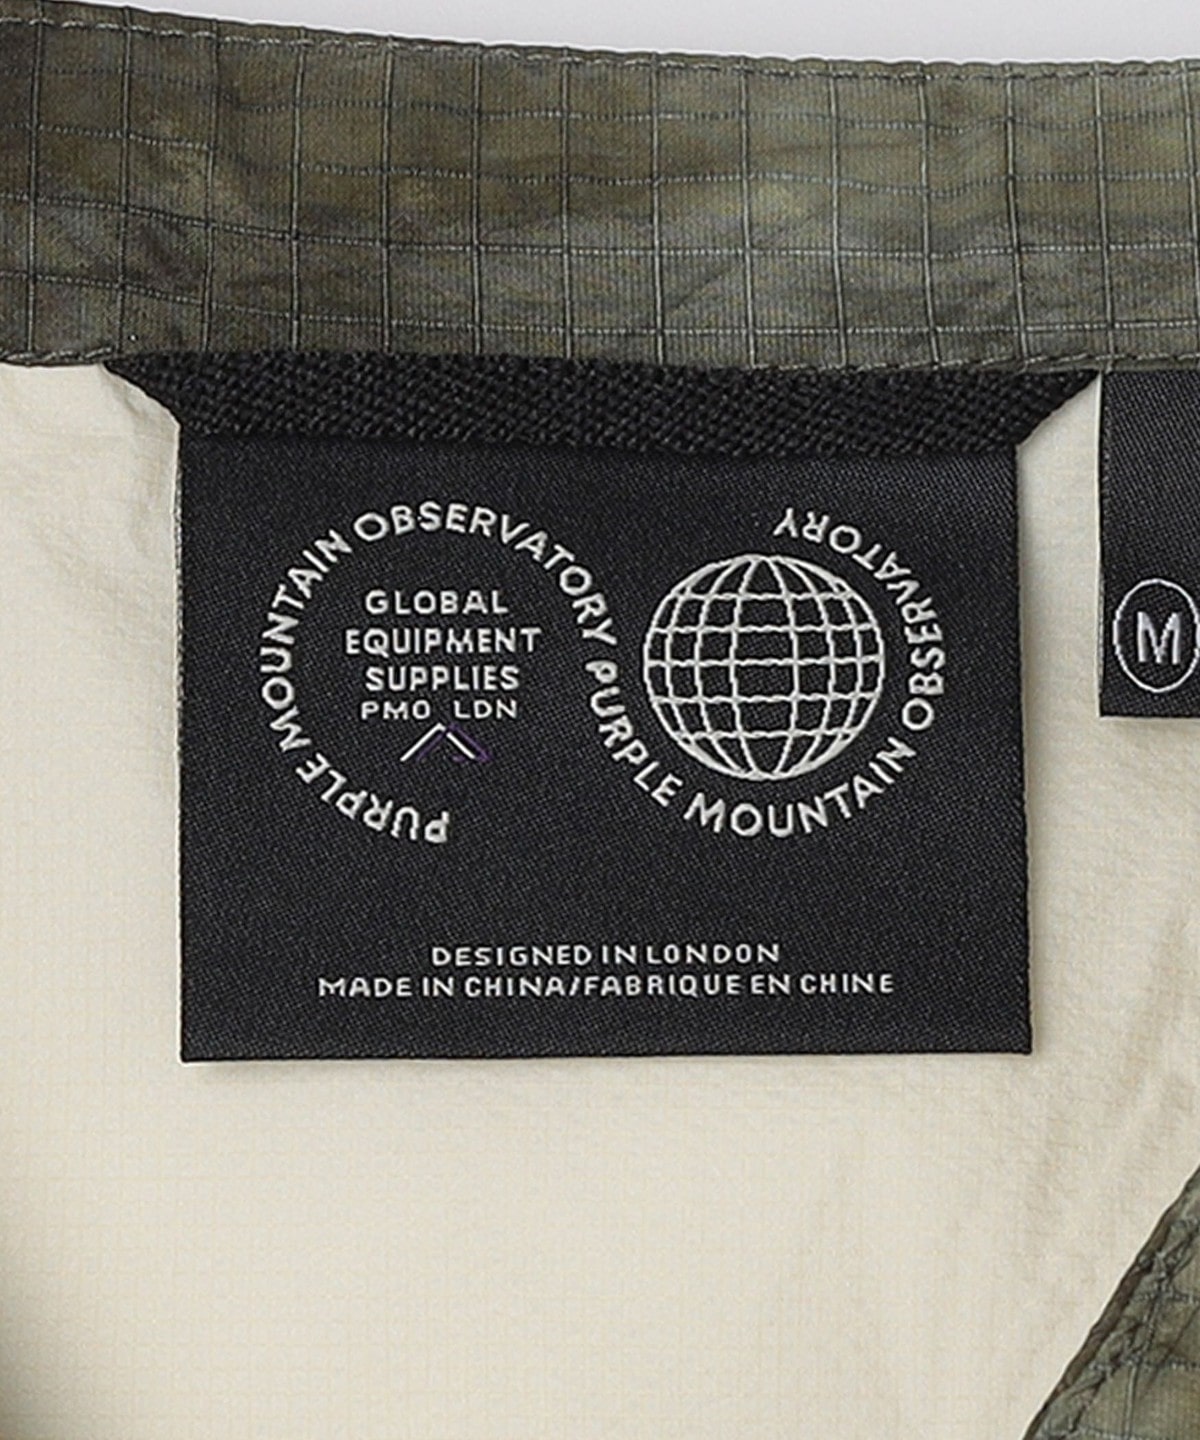 PURPLE MOUNTAIN OBSERVATORY PURPLE MOUNTAIN OBSERVATORY
GLOBAL
EQUIPMENT
SUPPLIES
PMO LDN
M
DESIGNED IN LONDON
MADE IN CHINA/FABRIQUE EN CHINE